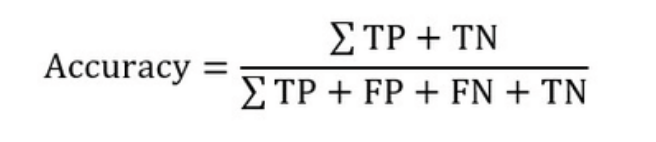 Accuracy = ∑ TP + TN
∑ TP + FP + FN + TN